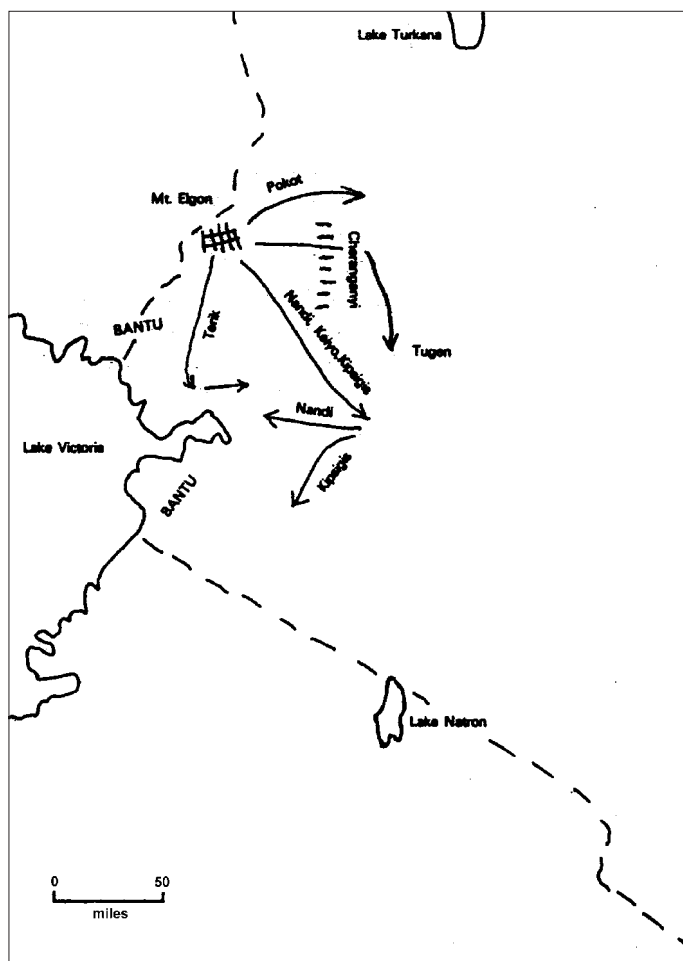 Lake Turkana
Pokot
Mt. Elgon
Cheranganyi
Terik
BANTU
Nandi, Keiyo, Kipsigis
Tugen
Nandi
Lake Victoria
Kipsigis
BANTU
Lake Natron
0 50
miles